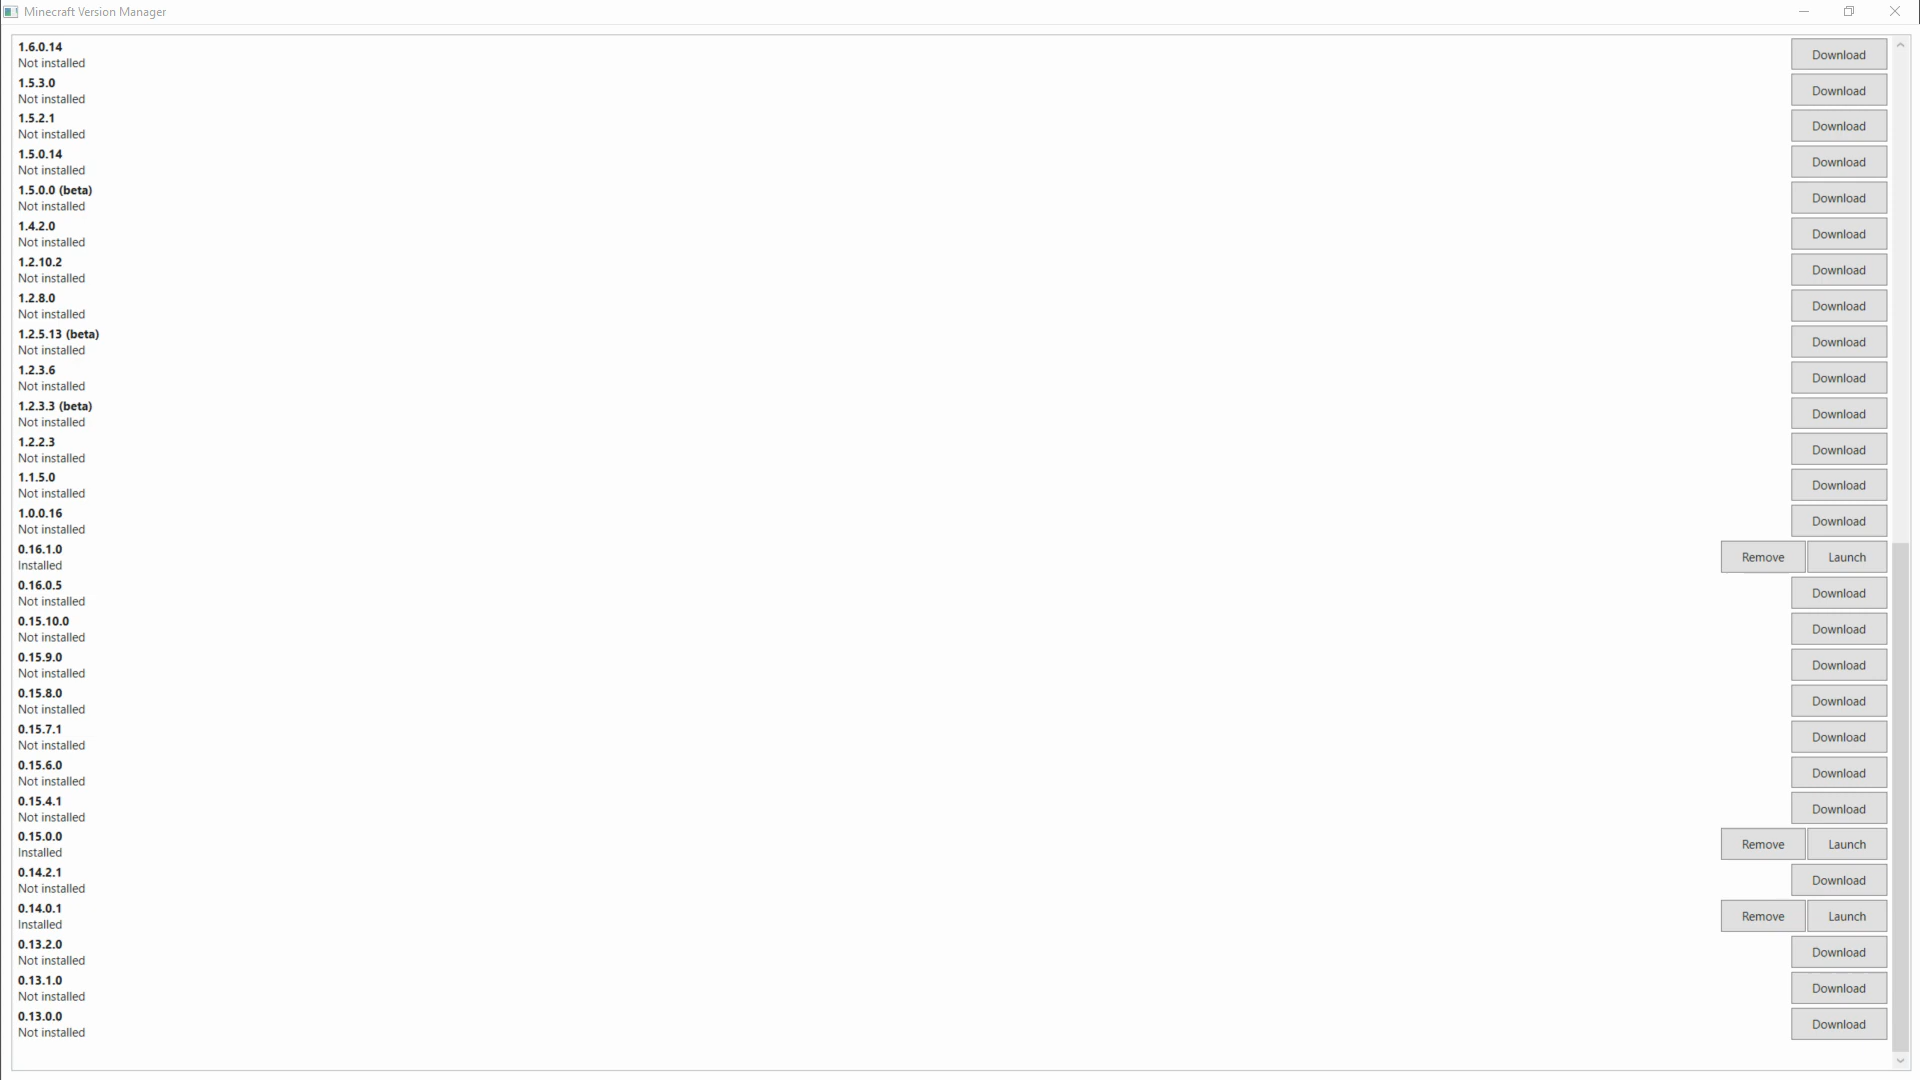 Minecraft Version Manager
1.6.0.14
Not installed
Download
1.5.3.0
Not installed
Download
1.5.2.1
Not installed
Download
1.5.0.14
Not installed
Download
1.5.0.0 (beta)
Not installed
Download
1.4.2.0
Not installed
Download
1.2.10.2
Not installed
Download
1.2.8.0
Not installed
Download
1.2.5.13 (beta)
Not installed
Download
1.2.3.6
Not installed
Download
1.2.3.3 (beta)
Not installed
Download
1.2.2.3
Not installed
Download
1.1.5.0
Not installed
Download
1.0.0.16
Not installed
Download
0.16.1.0
Installed
Remove Launch
0.16.0.5
Not installed
Download
0.15.10.0
Not installed
Download
0.15.9.0
Not installed
Download
0.15.8.0
Not installed
Download
0.15.7.1
Not installed
Download
0.15.6.0
Not installed
Download
0.15.4.1
Not installed
Download
0.15.0.0
Installed
Remove Launch
0.14.2.1
Not installed
Download
0.14.0.1
Installed
Remove Launch
0.13.2.0
Not installed
Download
0.13.1.0
Not installed
Download
0.13.0.0
Not installed
Download